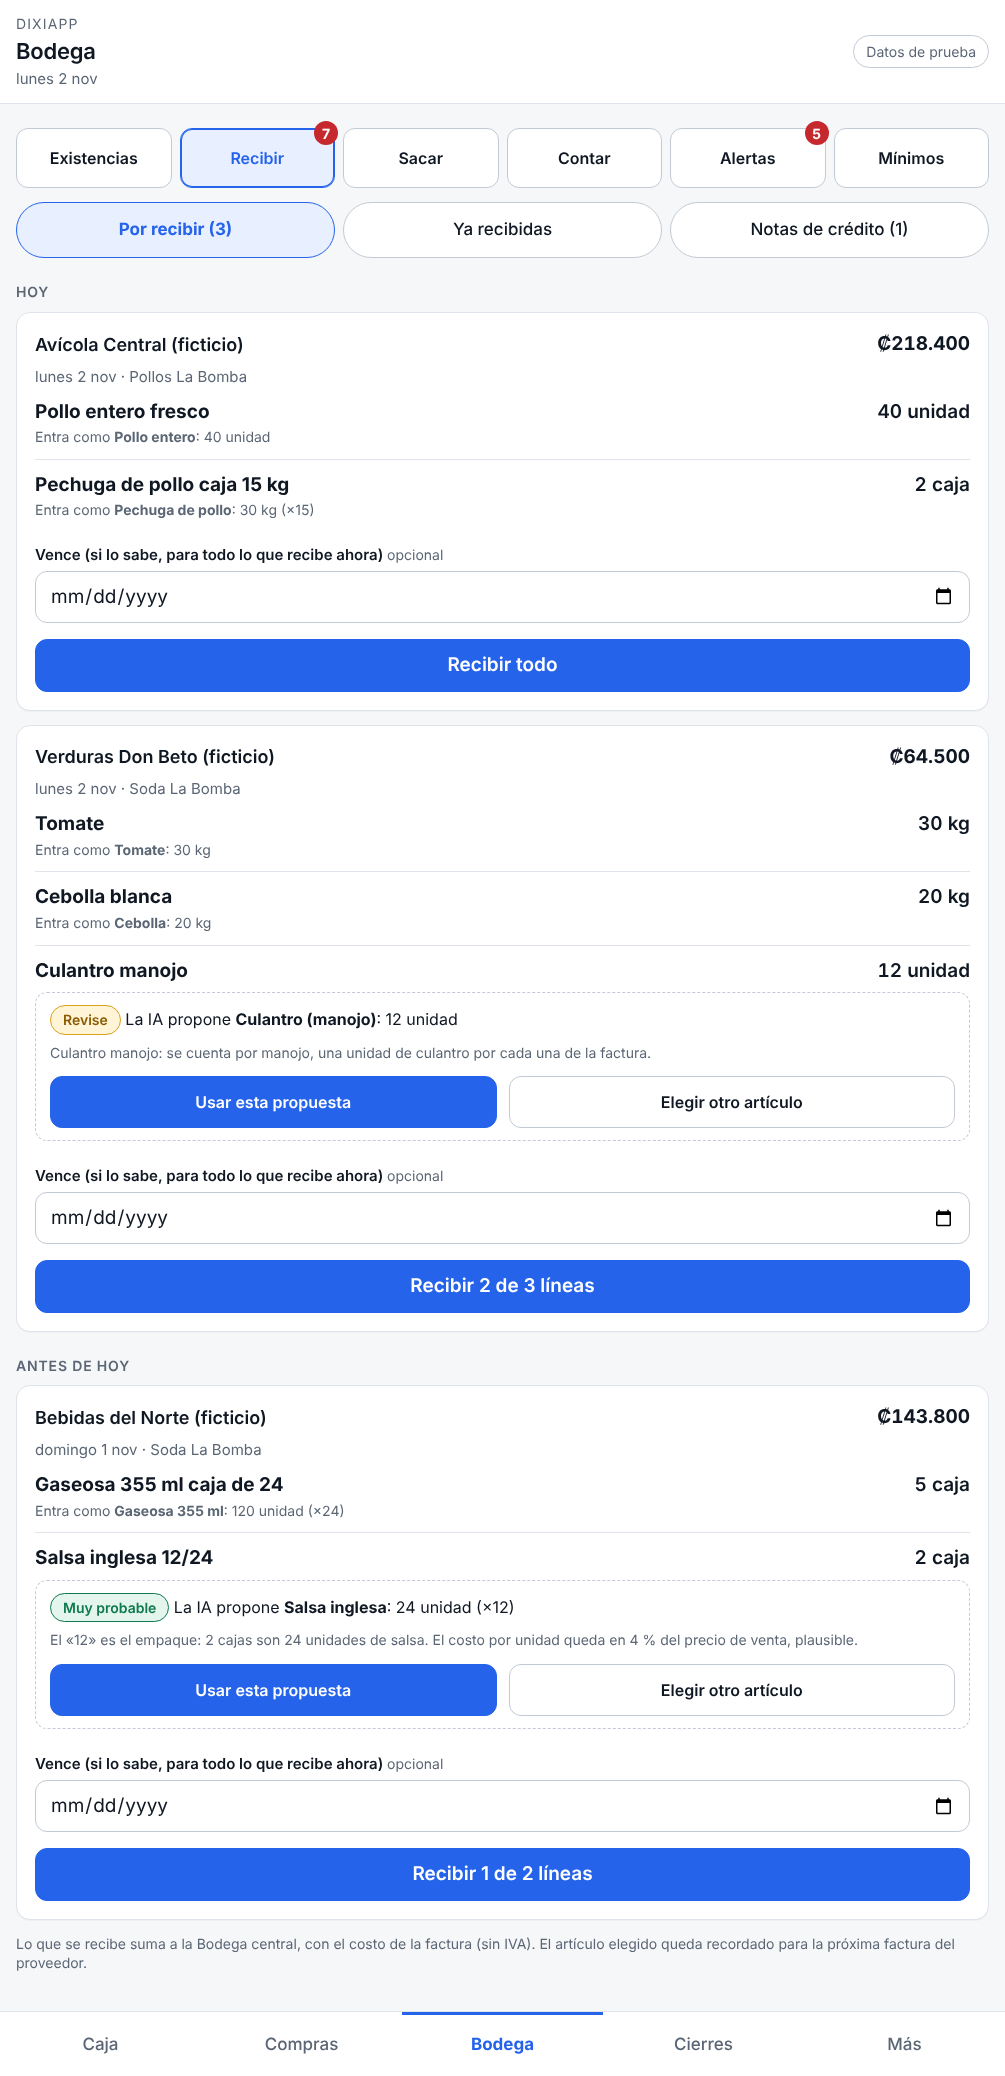 DIXIAPP
Bodega
lunes 2 nov
Datos de prueba
Existencias
Recibir
7
Sacar
Contar
Alertas
5
Mínimos
Por recibir (3)
Ya recibidas
Notas de crédito (1)
HOY
Avícola Central (ficticio)
₡218.400
lunes 2 nov · Pollos La Bomba
Pollo entero fresco
40 unidad
Entra como Pollo entero: 40 unidad
Pechuga de pollo caja 15 kg
2 caja
Entra como Pechuga de pollo: 30 kg (×15)
Vence (si lo sabe, para todo lo que recibe ahora) opcional
mm/dd/yyyy
Recibir todo
Verduras Don Beto (ficticio)
₡64.500
lunes 2 nov · Soda La Bomba
Tomate
30 kg
Entra como Tomate: 30 kg
Cebolla blanca
20 kg
Entra como Cebolla: 20 kg
Culantro manojo
12 unidad
Revise La IA propone Culantro (manojo): 12 unidad
Culantro manojo: se cuenta por manojo, una unidad de culantro por cada una de la factura.
Usar esta propuesta
Elegir otro artículo
Vence (si lo sabe, para todo lo que recibe ahora) opcional
mm/dd/yyyy
Recibir 2 de 3 líneas
ANTES DE HOY
Bebidas del Norte (ficticio)
₡143.800
domingo 1 nov · Soda La Bomba
Gaseosa 355 ml caja de 24
5 caja
Entra como Gaseosa 355 ml: 120 unidad (×24)
Salsa inglesa 12/24
2 caja
Muy probable La IA propone Salsa inglesa: 24 unidad (×12)
El «12» es el empaque: 2 cajas son 24 unidades de salsa. El costo por unidad queda en 4 % del precio de venta, plausible.
Usar esta propuesta
Elegir otro artículo
Vence (si lo sabe, para todo lo que recibe ahora) opcional
mm/dd/yyyy
Recibir 1 de 2 líneas
Lo que se recibe suma a la Bodega central, con el costo de la factura (sin IVA). El artículo elegido queda recordado para la próxima factura del
proveedor.
Caja
Compras
Bodega
Cierres
Más